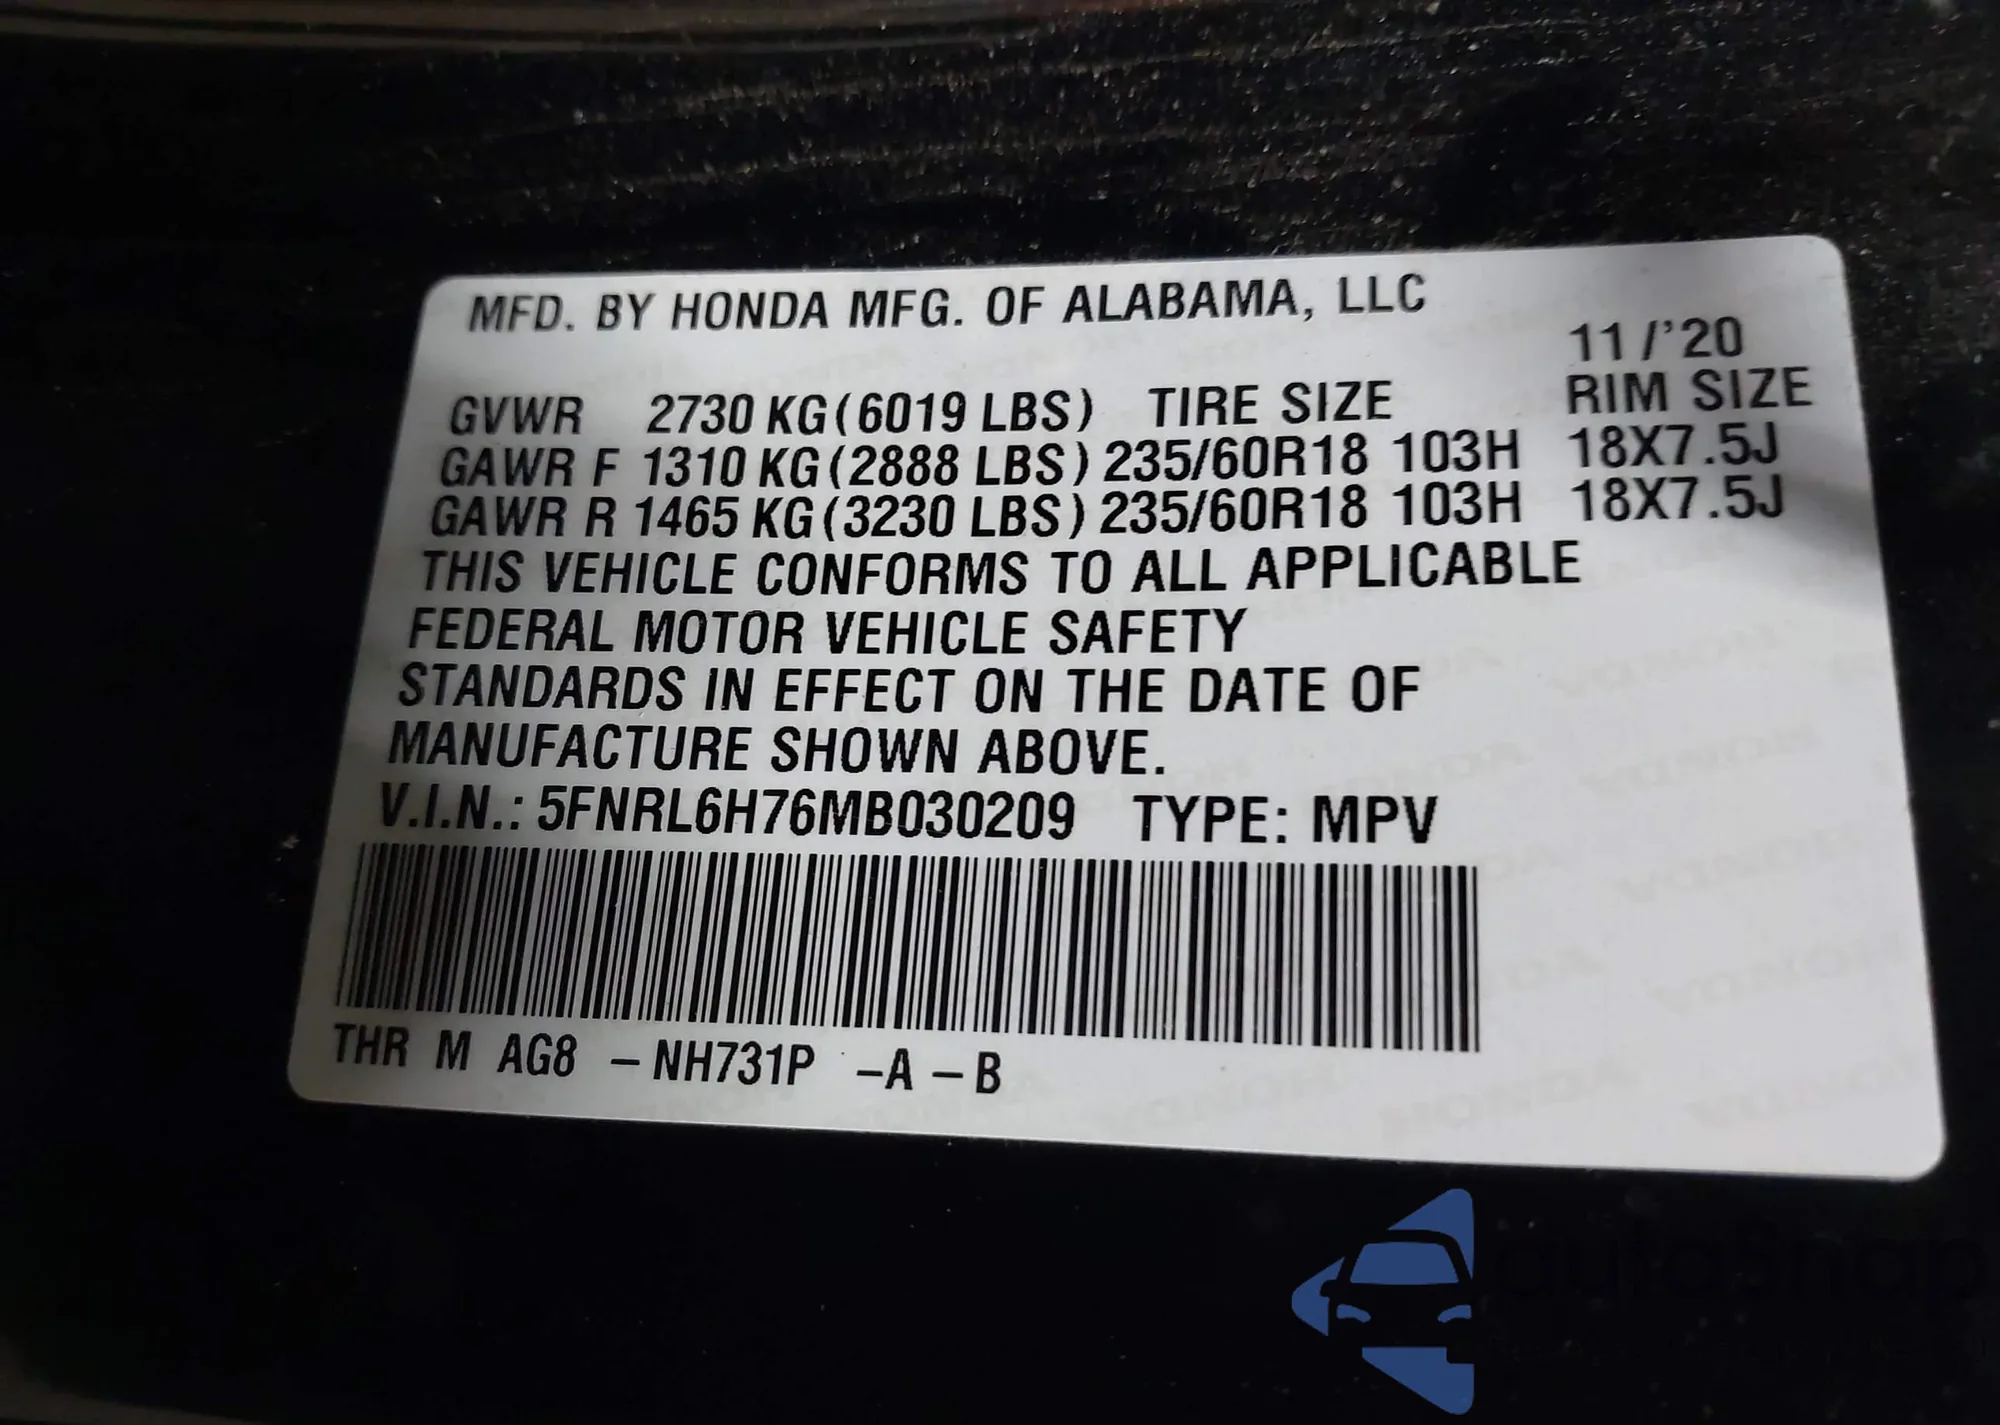 MFD. BY HONDA MFG. OF ALABAMA, LLC
11/'20
GVWR 2730 KG (6019 LBS) TIRE SIZE RIM SIZE
GAWR F 1310 KG (2888 LBS) 235/60R18 103H 18X7.5J
GAWR R 1465 KG (3230 LBS) 235/60R18 103H 18X7.5J
THIS VEHICLE CONFORMS TO ALL APPLICABLE
FEDERAL MOTOR VEHICLE SAFETY
STANDARDS IN EFFECT ON THE DATE OF
MANUFACTURE SHOWN ABOVE.
V.I.N.: 5FNRL6H76MB030209 TYPE: MPV
THR M AG8 –NH731P –A –B